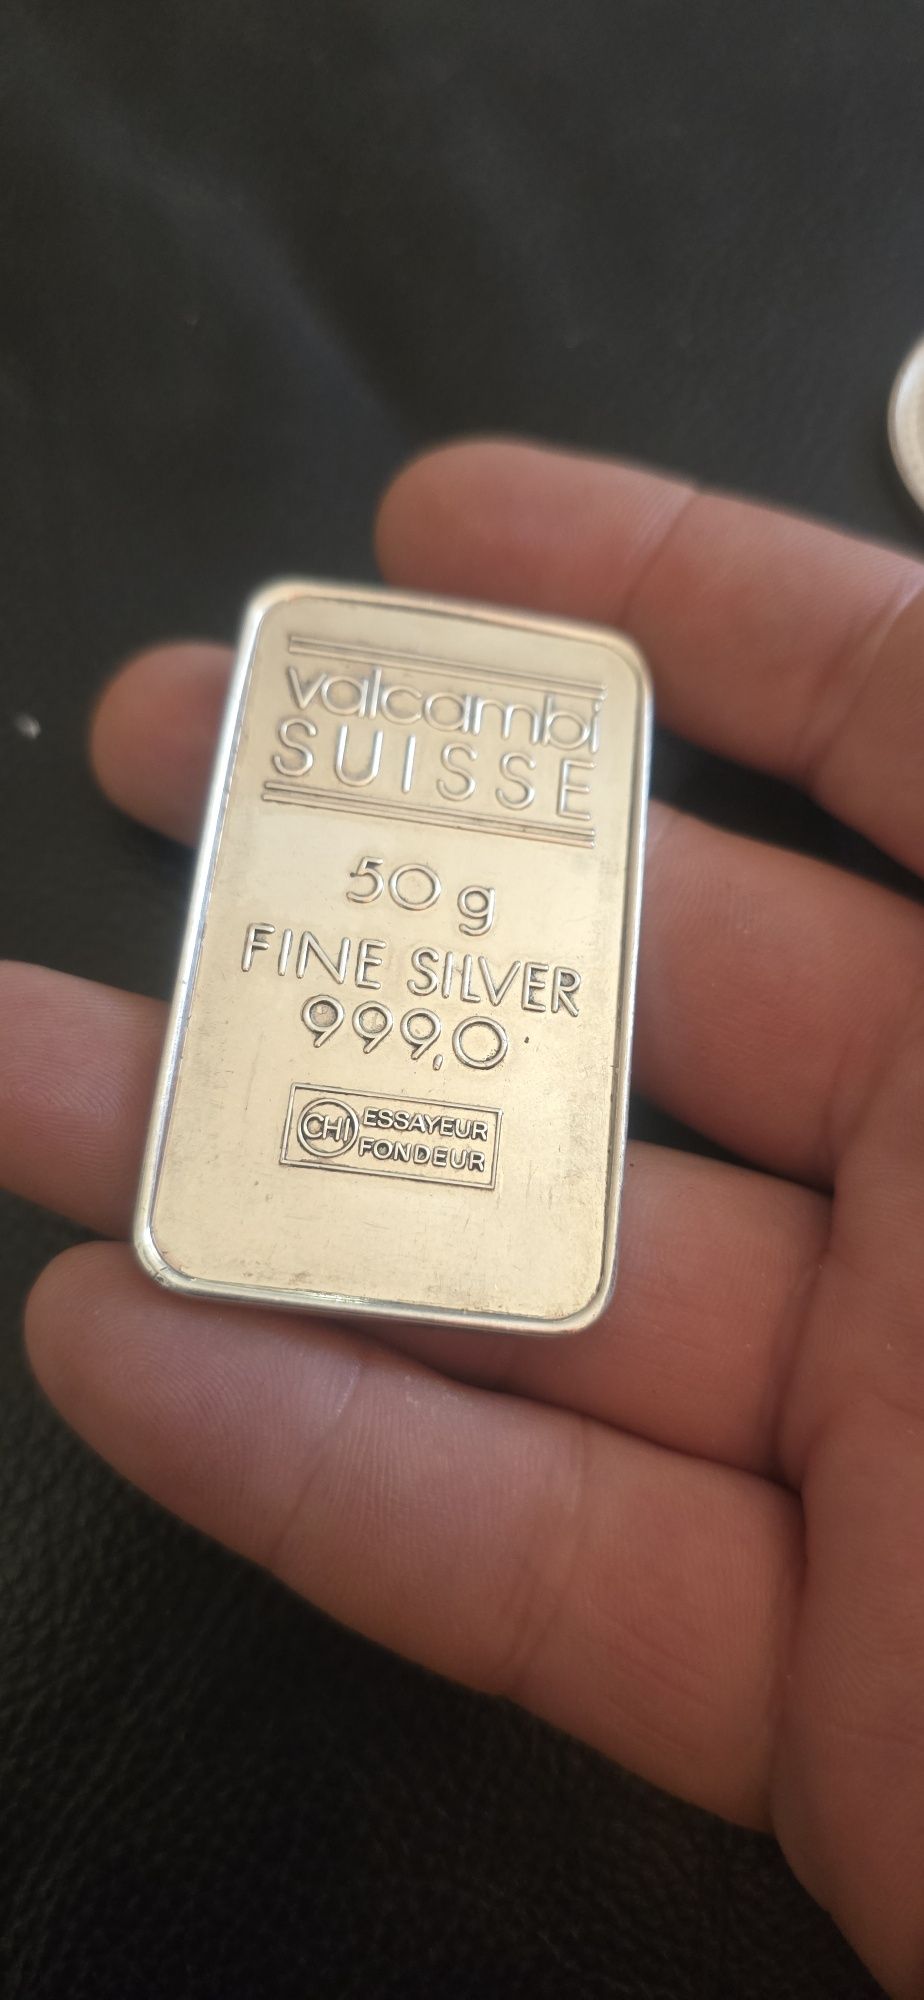 valcambi
SUISSE
50 g
FINE SILVER
999,0
CHI ESSAYEUR
FONDEUR